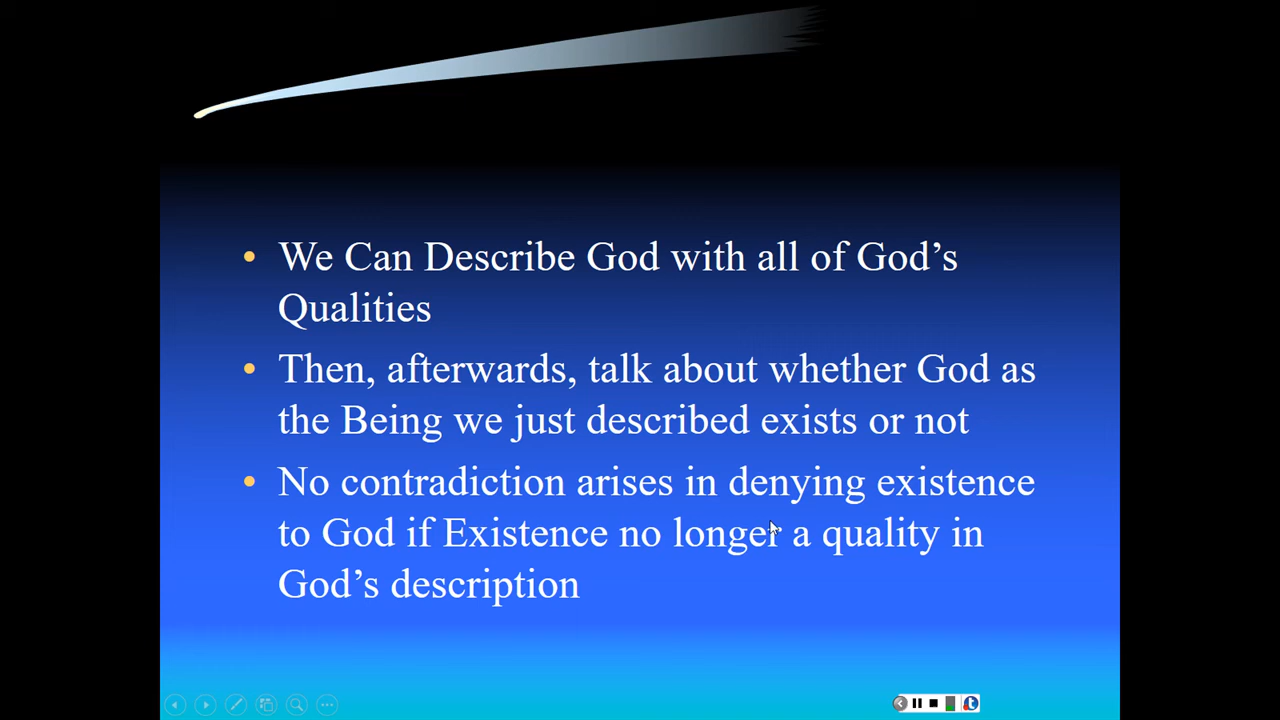 • We Can Describe God with all of God’s
Qualities
• Then, afterwards, talk about whether God as
the Being we just described exists or not
• No contradiction arises in denying existence
to God if Existence no longer a quality in
God’s description